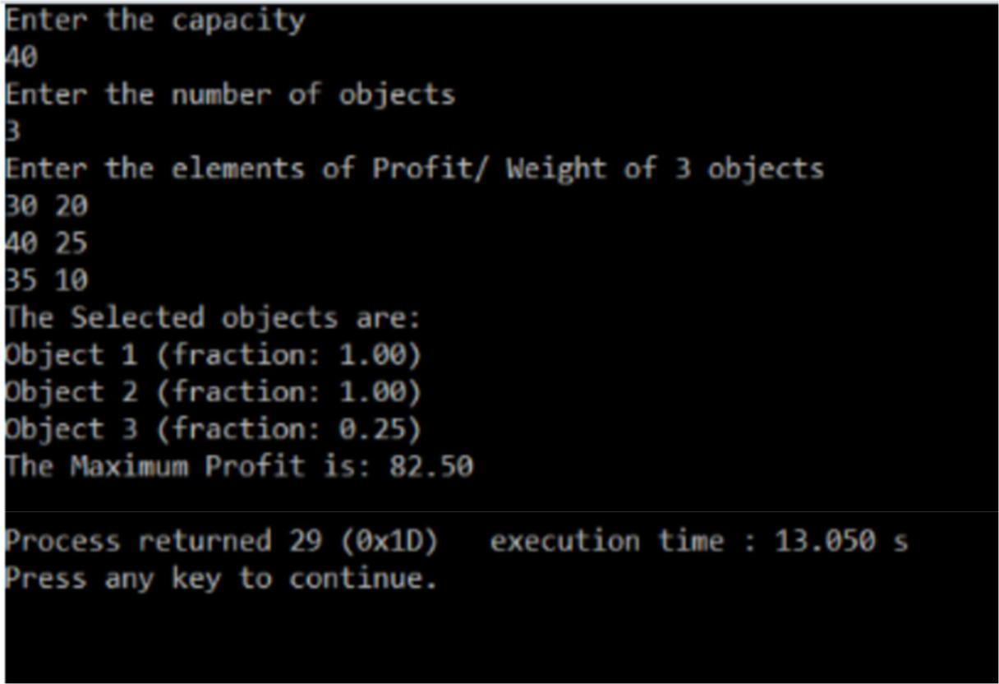 Enter the capacity
40
Enter the number of objects
3
Enter the elements of Profit/ Weight of 3 objects
30 20
40 25
35 10
The Selected objects are:
Object 1 (fraction: 1.00)
Object 2 (fraction: 1.00)
Object 3 (fraction: 0.25)
The Maximum Profit is: 82.50
Process returned 29 (0x1D)   execution time : 13.050 s
Press any key to continue.